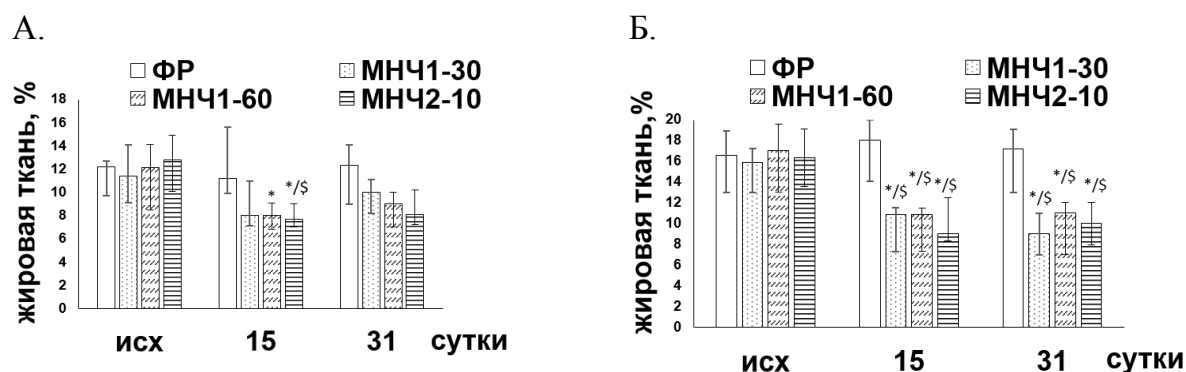 А.
ФР
МНЧ1-30
МНЧ1-60
МНЧ2-10
жировая ткань, %
18
16
14
12
10
8
6
4
2
0
*
*/$
исх
15
31
сутки
Б.
ФР
МНЧ1-30
МНЧ1-60
МНЧ2-10
жировая ткань,%
20
18
16
14
12
10
8
6
4
2
0
*/$
*/$
*/$
*/$
*/$
*/$
исх
15
31
сутки